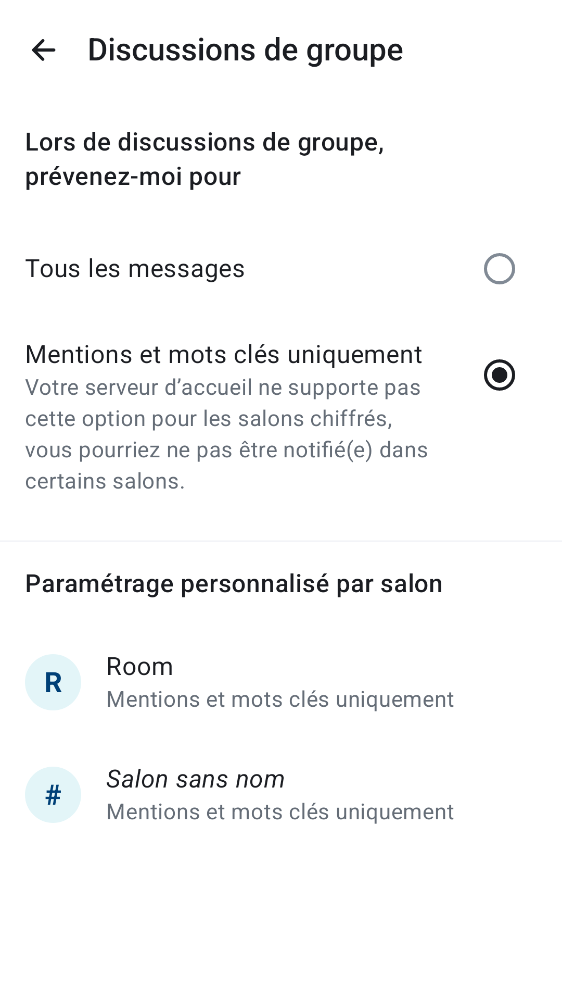 Discussions de groupe
Lors de discussions de groupe,
prévenez-moi pour
Tous les messages
Mentions et mots clés uniquement
Votre serveur d’accueil ne supporte pas
cette option pour les salons chiffrés,
vous pourriez ne pas être notifié(e) dans
certains salons.
Paramétrage personnalisé par salon
R
Room
Mentions et mots clés uniquement
#
Salon sans nom
Mentions et mots clés uniquement